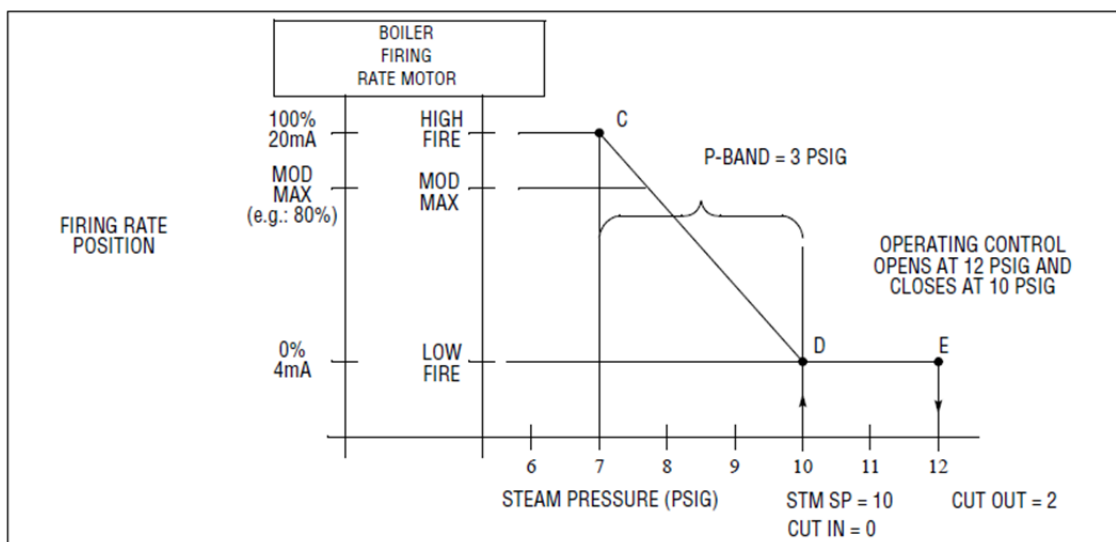 BOILER
FIRING
RATE MOTOR
100%
20mA
HIGH
FIRE
C
P-BAND = 3 PSIG
MOD
MAX
(e.g.: 80%)
MOD
MAX
FIRING RATE
POSITION
OPERATING CONTROL
OPENS AT 12 PSIG AND
CLOSES AT 10 PSIG
0%
4mA
LOW
FIRE
D
E
6 7 8 9 10 11 12
STEAM PRESSURE (PSIG)
STM SP = 10
CUT IN = 0
CUT OUT = 2